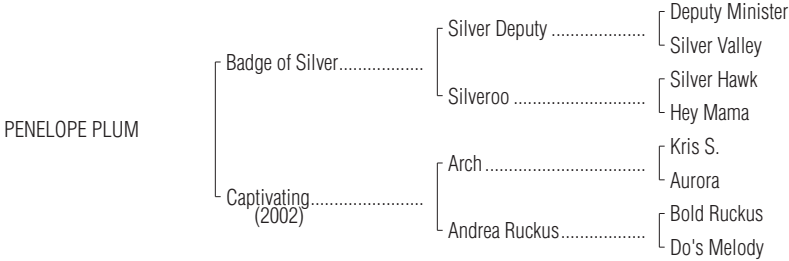 Deputy Minister
Silver Deputy ....................
Silver Valley
Badge of Silver..................
Silver Hawk
Silveroo ............................
Hey Mama
PENELOPE PLUM
Kris S.
Arch ..................................
Aurora
Captivating........................
(2002)
Bold Ruckus
Andrea Ruckus..................
Do's Melody